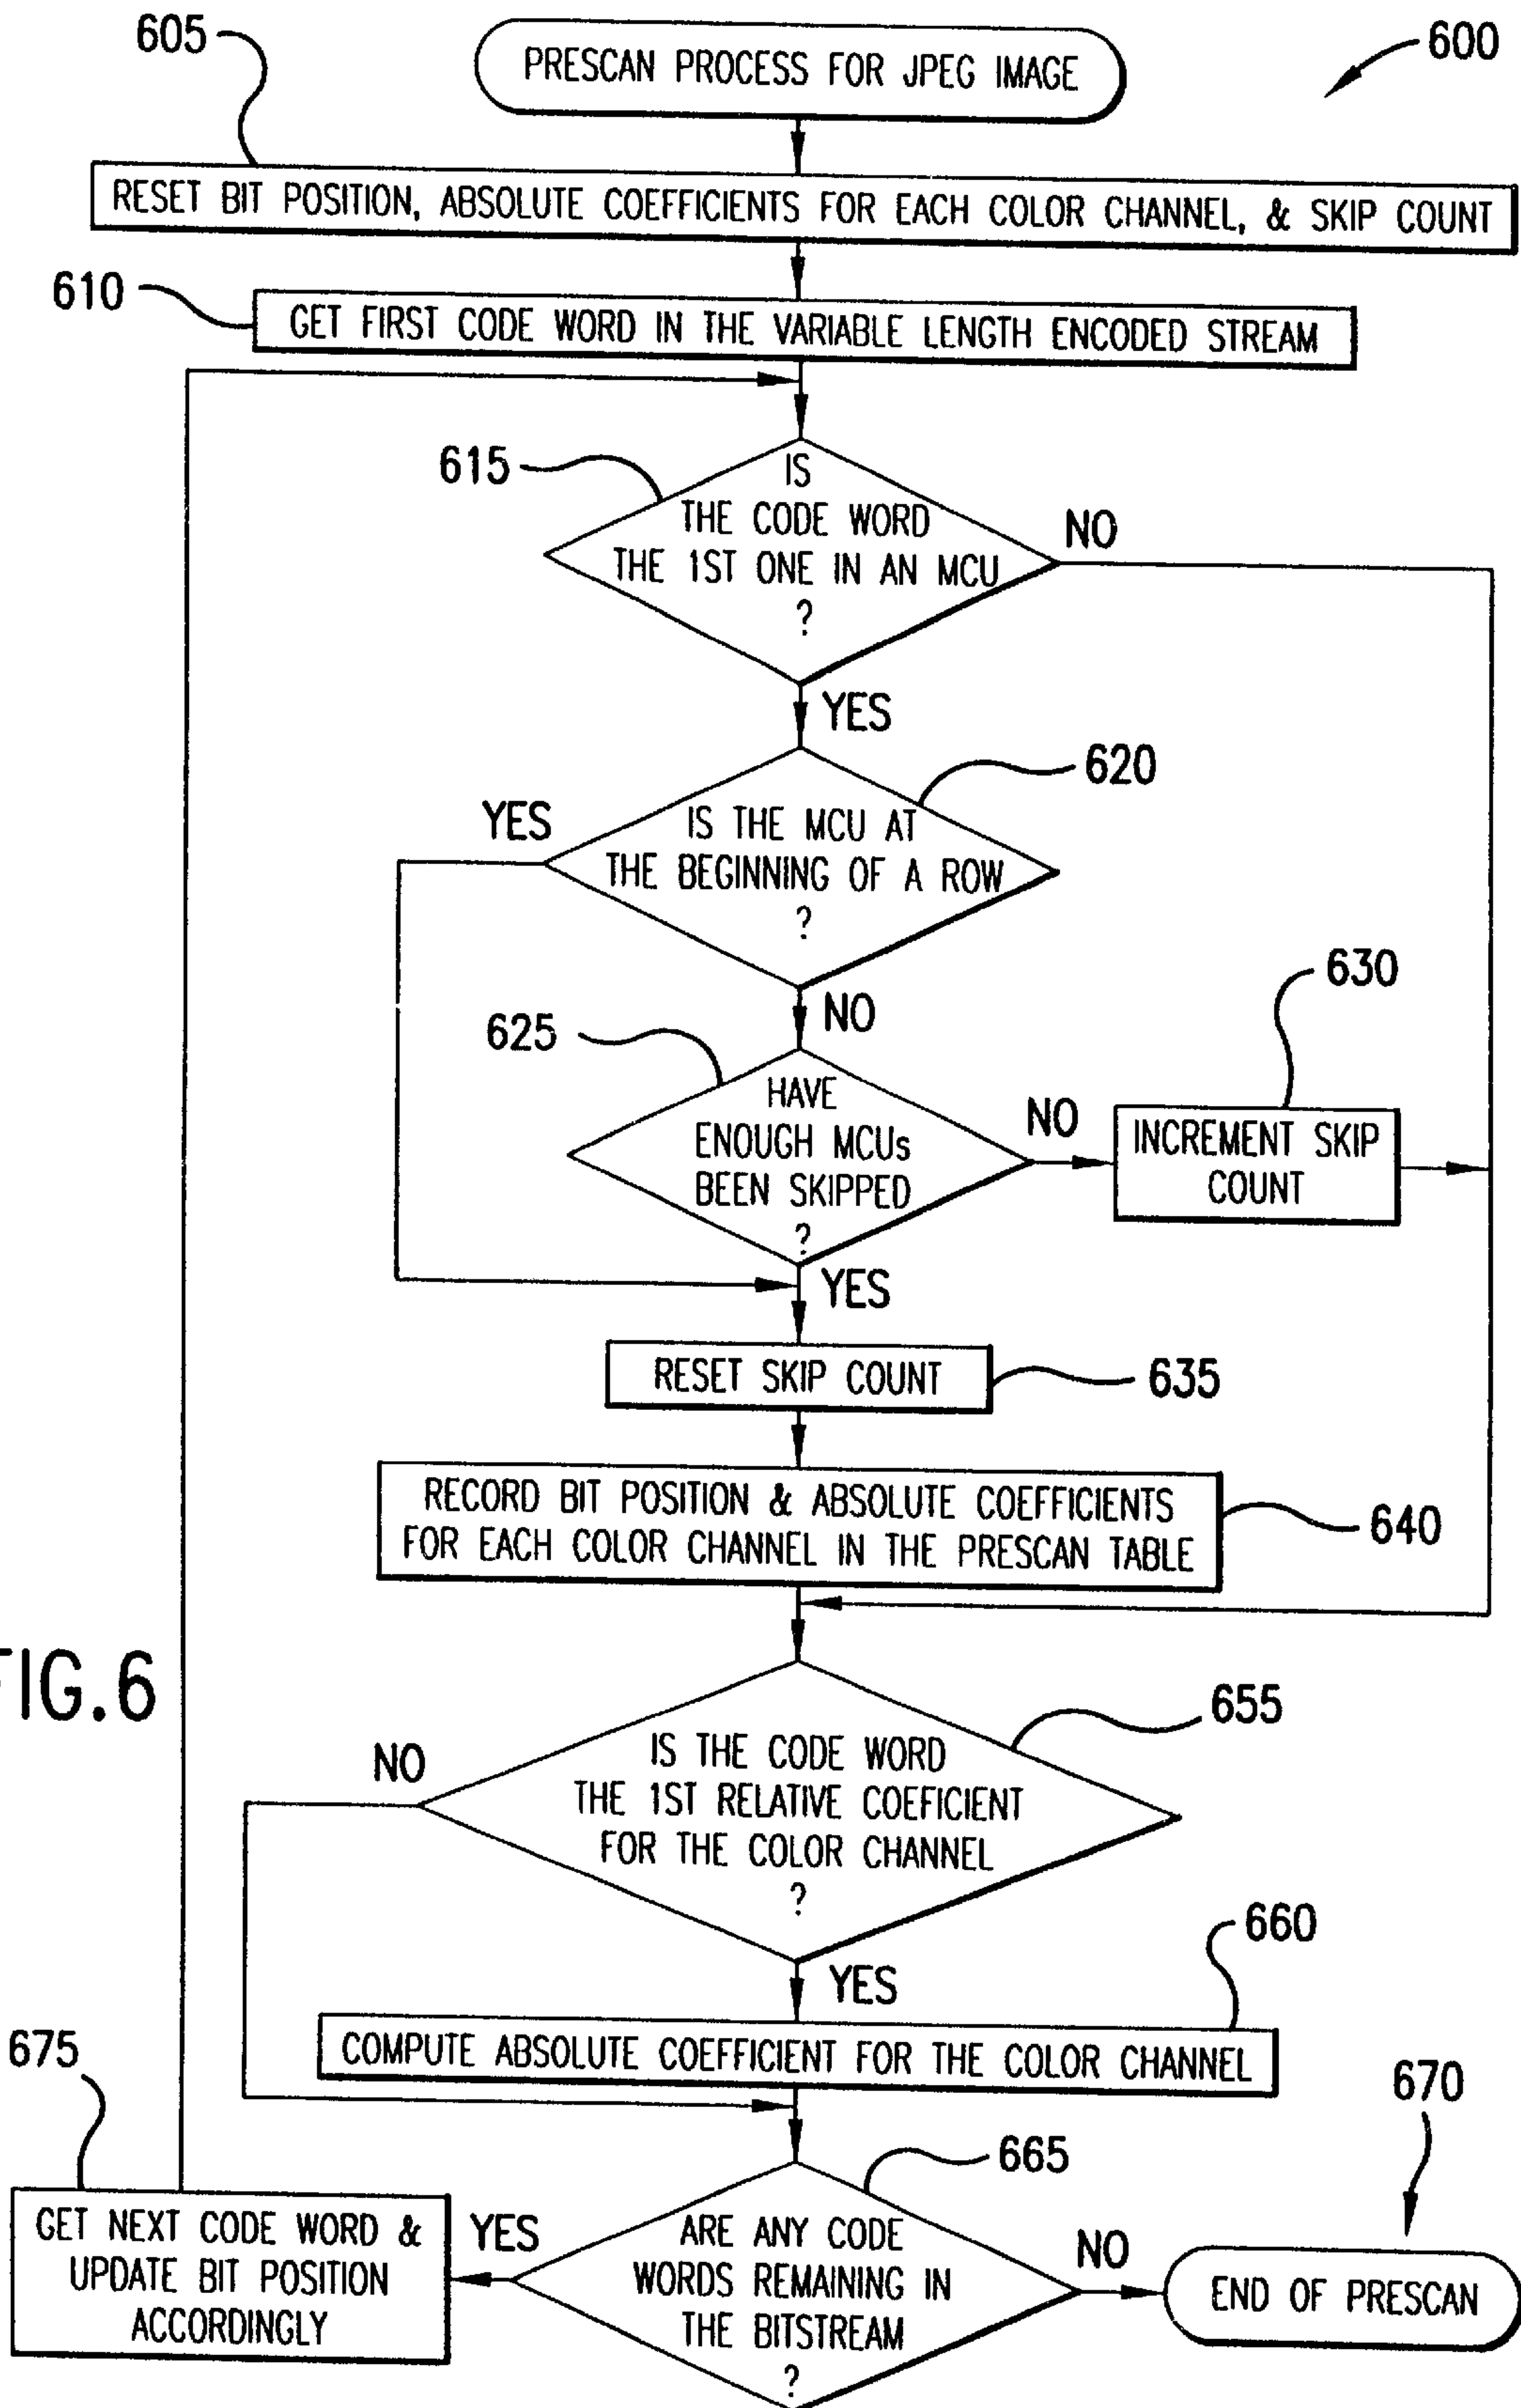 605
PRESCAN PROCESS FOR JPEG IMAGE
600
RESET BIT POSITION, ABSOLUTE COEFFICIENTS FOR EACH COLOR CHANNEL, & SKIP COUNT
610
GET FIRST CODE WORD IN THE VARIABLE LENGTH ENCODED STREAM
615
IS
THE CODE WORD
THE 1ST ONE IN AN MCU
?
NO
YES
620
YES
IS THE MCU AT
THE BEGINNING OF A ROW
?
NO
625
630
HAVE
ENOUGH MCUs
BEEN SKIPPED
?
NO
INCREMENT SKIP
COUNT
YES
RESET SKIP COUNT
635
RECORD BIT POSITION & ABSOLUTE COEFFICIENTS
FOR EACH COLOR CHANNEL IN THE PRESCAN TABLE
640
FIG.6
655
NO
IS THE CODE WORD
THE 1ST RELATIVE COEFICIENT
FOR THE COLOR CHANNEL
?
YES
660
COMPUTE ABSOLUTE COEFFICIENT FOR THE COLOR CHANNEL
675
670
665
GET NEXT CODE WORD &
UPDATE BIT POSITION
ACCORDINGLY
YES
ARE ANY CODE
WORDS REMAINING IN
THE BITSTREAM
?
NO
END OF PRESCAN